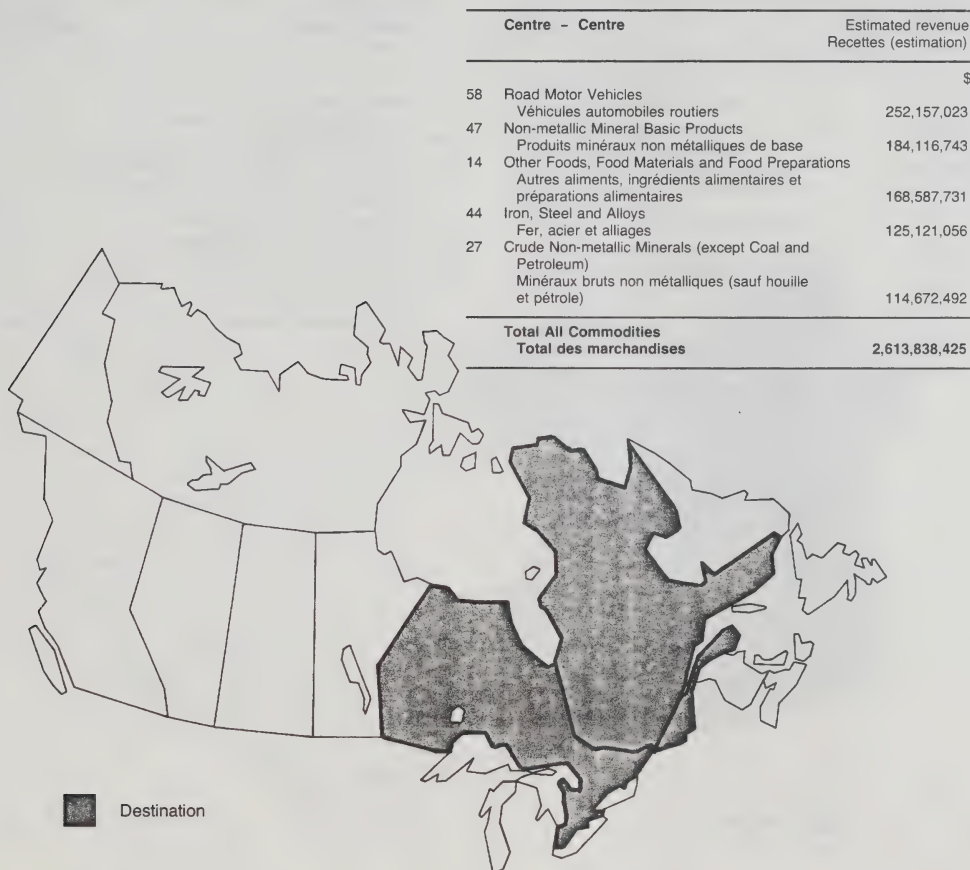 Centre – Centre Estimated revenue
Recettes (estimation)
$
58 Road Motor Vehicles
Véhicules automobiles routiers 252,157,023
47 Non-metallic Mineral Basic Products
Produits minéraux non métalliques de base 184,116,743
14 Other Foods, Food Materials and Food Preparations
Autres aliments, ingrédients alimentaires et
préparations alimentaires 168,587,731
44 Iron, Steel and Alloys
Fer, acier et alliages 125,121,056
27 Crude Non-metallic Minerals (except Coal and
Petroleum)
Minéraux bruts non métalliques (sauf houille
et pétrole) 114,672,492
Total All Commodities
Total des marchandises 2,613,838,425
Destination